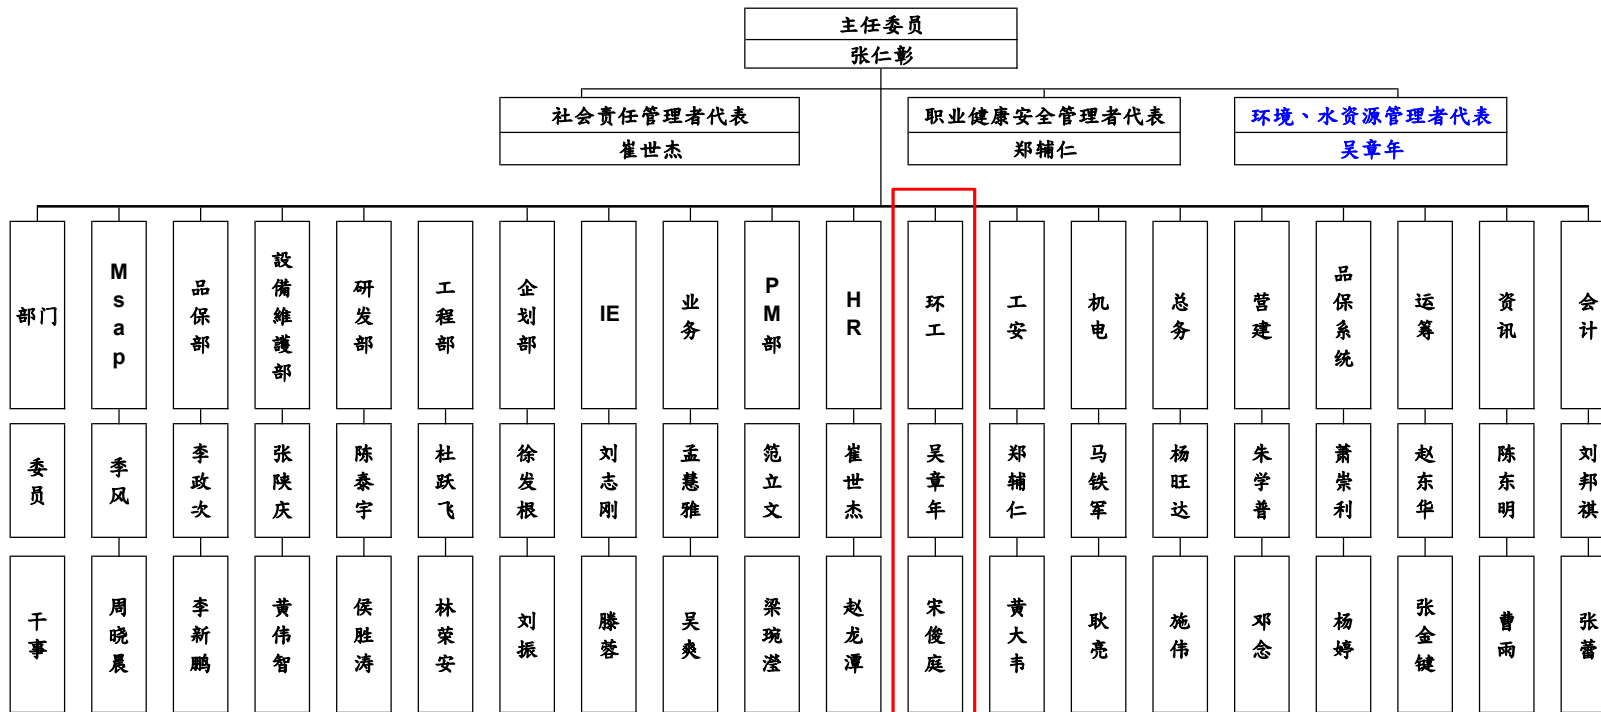 主任委员
张仁彰
社会责任管理者代表
崔世杰
职业健康安全管理者代表
郑辅仁
环境、水资源管理者代表
吴章年
部门
Msap
品保部
設備維護部
研发部
工程部
企划部
IE
业务
PM部
HR
环工
工安
机电
总务
营建
品保系统
运筹
资讯
会计
委员
季风
李政次
张陕庆
陈泰宇
杜跃飞
徐发根
刘志刚
孟慧雅
范立文
崔世杰
吴章年
郑辅仁
马铁军
杨旺达
朱学普
萧崇利
赵东华
陈东明
刘邦祺
干事
周晓晨
李新鹏
黄伟智
侯胜涛
林荣安
刘振
滕蓉
吴爽
梁琬滢
赵龙潭
宋俊庭
黄大韦
耿亮
施伟
邓念
杨婷
张金键
曹雨
张蕾